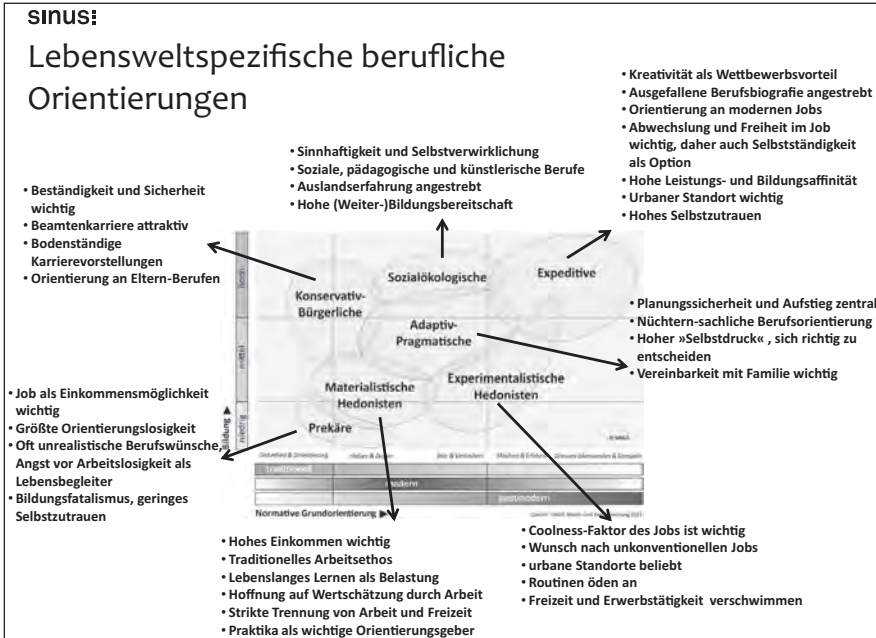 sınus:
Lebensweltspezifische berufliche
Orientierungen
• Kreativität als Wettbewerbsvorteil
• Ausgefallene Berufsbiografie angestrebt
• Orientierung an modernen Jobs
• Abwechslung und Freiheit im Job
wichtig, daher auch Selbstständigkeit
als Option
• Hohe Leistungs- und Bildungsaffinität
• Urbaner Standort wichtig
• Hohes Selbstzutrauen
• Sinnhaftigkeit und Selbstverwirklichung
• Soziale, pädagogische und künstlerische Berufe
• Auslandserfahrung angestrebt
• Hohe (Weiter-)Bildungsbereitschaft
• Beständigkeit und Sicherheit
wichtig
• Beamtenkarriere attraktiv
• Bodenständige
Karrierevorstellungen
• Orientierung an Eltern-Berufen
hoch
mittel
niedrig
Bildung ▶
Konservativ-
Bürgerliche
Sozialökologische
Expeditive
Adaptiv-
Pragmatische
Materialistische
Hedonisten
Experimentalistische
Hedonisten
Prekäre
• Planungssicherheit und Aufstieg zentral
• Nüchtern-sachliche Berufsorientierung
• Hoher »Selbstdruck« , sich richtig zu
entscheiden
• Vereinbarkeit mit Familie wichtig
• Job als Einkommensmöglichkeit
wichtig
• Größte Orientierungslosigkeit
• Oft unrealistische Berufswünsche,
Angst vor Arbeitslosigkeit als
Lebensbegleiter
• Bildungsfatalismus, geringes
Selbstzutrauen
traditionell
modern
postmodern
Normative Grundorientierung ▶
• Hohes Einkommen wichtig
• Traditionelles Arbeitsethos
• Lebenslanges Lernen als Belastung
• Hoffnung auf Wertschätzung durch Arbeit
• Strikte Trennung von Arbeit und Freizeit
• Praktika als wichtige Orientierungsgeber
• Coolness-Faktor des Jobs ist wichtig
• Wunsch nach unkonventionellen Jobs
• urbane Standorte beliebt
• Routinen öden an
• Freizeit und Erwerbstätigkeit verschwimmen